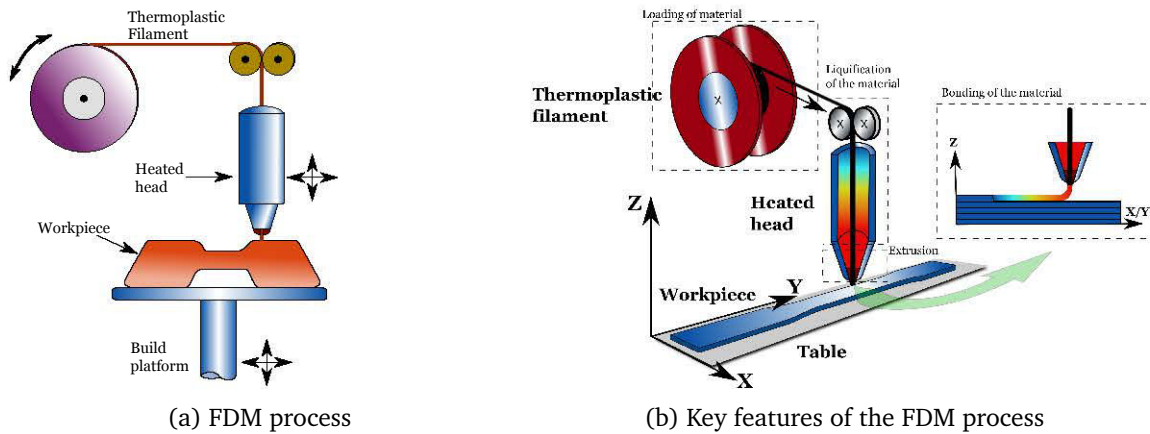 Thermoplastic
Filament
Heated
head
Workpiece
Build
platform
(a) FDM process
Loading of material
Thermoplastic
filament
Liquification
of the material
X
X X
Heated
head
Extrusion
Z
Y
Workpiece
Table
X
Bonding of the material
Z
X/Y
(b) Key features of the FDM process